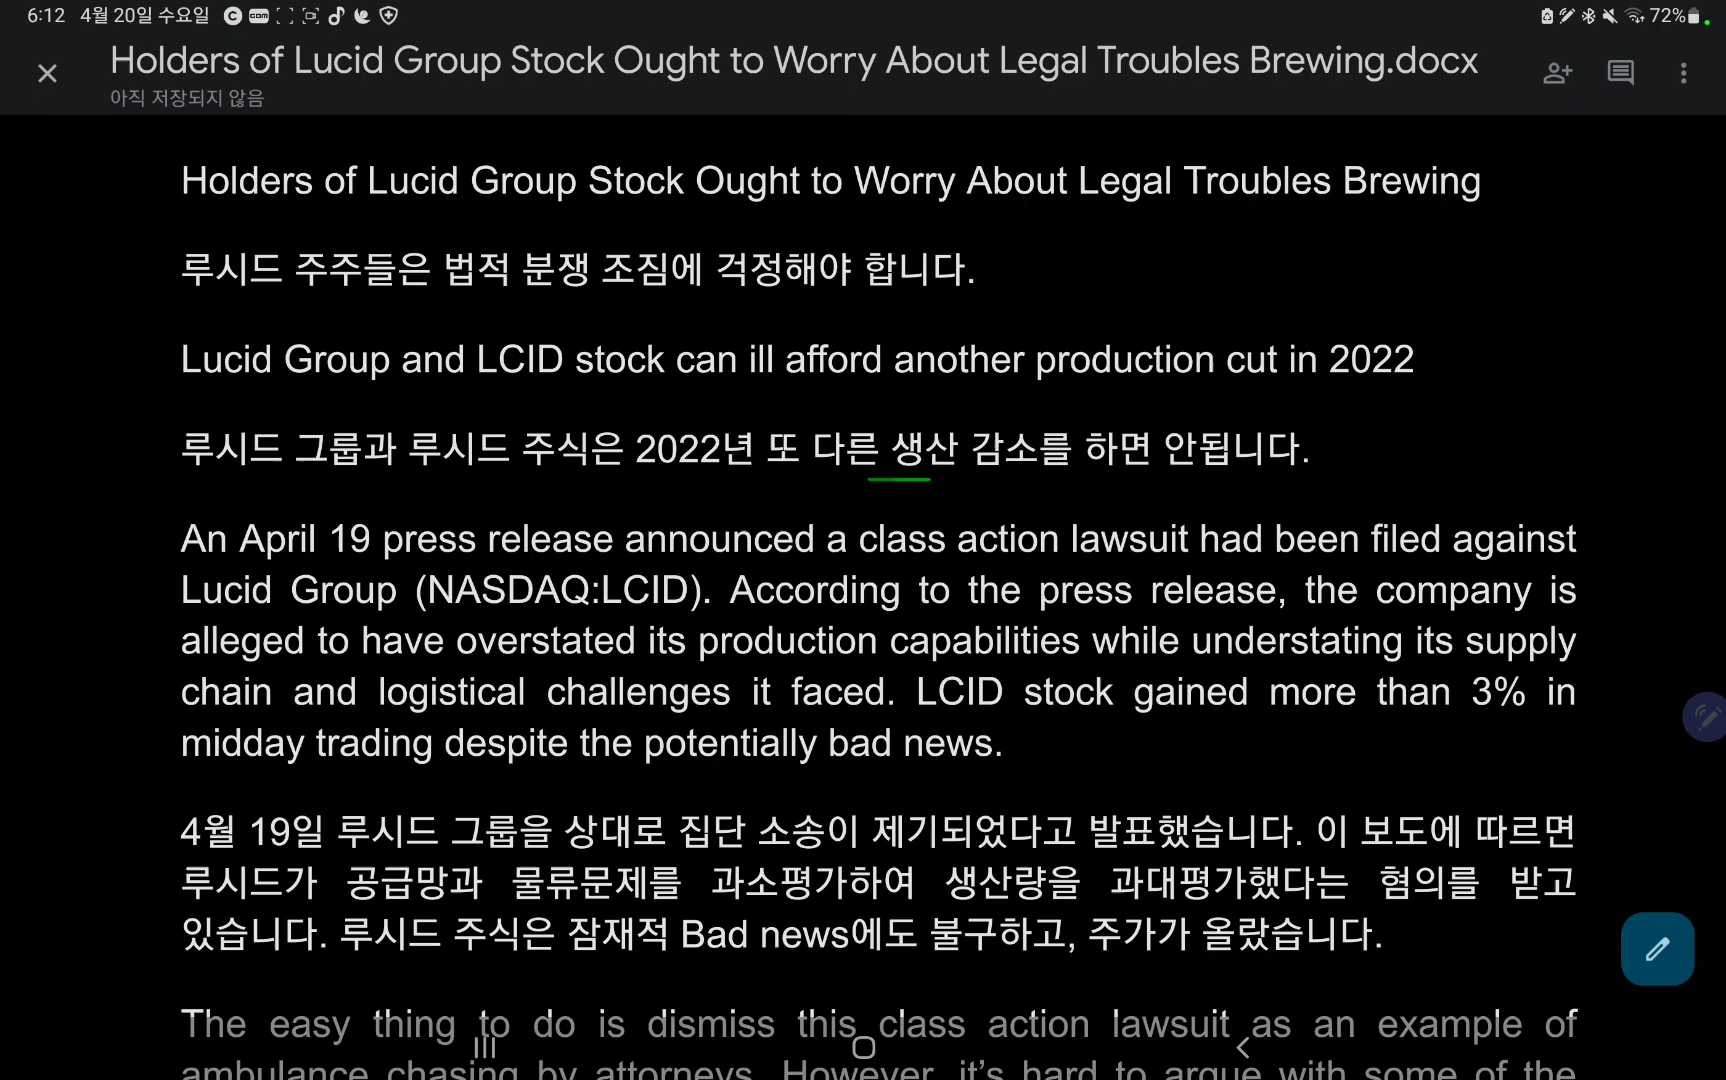 6:12 4월 20일 수요일
72%
Holders of Lucid Group Stock Ought to Worry About Legal Troubles Brewing.docx
아직 저장되지 않음
Holders of Lucid Group Stock Ought to Worry About Legal Troubles Brewing
루시드 주주들은 법적 분쟁 조짐에 걱정해야 합니다.
Lucid Group and LCID stock can ill afford another production cut in 2022
루시드 그룹과 루시드 주식은 2022년 또 다른 생산 감소를 하면 안됩니다.
An April 19 press release announced a class action lawsuit had been filed against
Lucid Group (NASDAQ:LCID). According to the press release, the company is
alleged to have overstated its production capabilities while understating its supply
chain and logistical challenges it faced. LCID stock gained more than 3% in
midday trading despite the potentially bad news.
4월 19일 루시드 그룹을 상대로 집단 소송이 제기되었다고 발표했습니다. 이 보도에 따르면
루시드가 공급망과 물류문제를 과소평가하여 생산량을 과대평가했다는 혐의를 받고
있습니다. 루시드 주식은 잠재적 Bad news에도 불구하고, 주가가 올랐습니다.
The easy thing to do is dismiss this class action lawsuit as an example of
ambulance chasing by attorneys. However, it's hard to argue with some of the